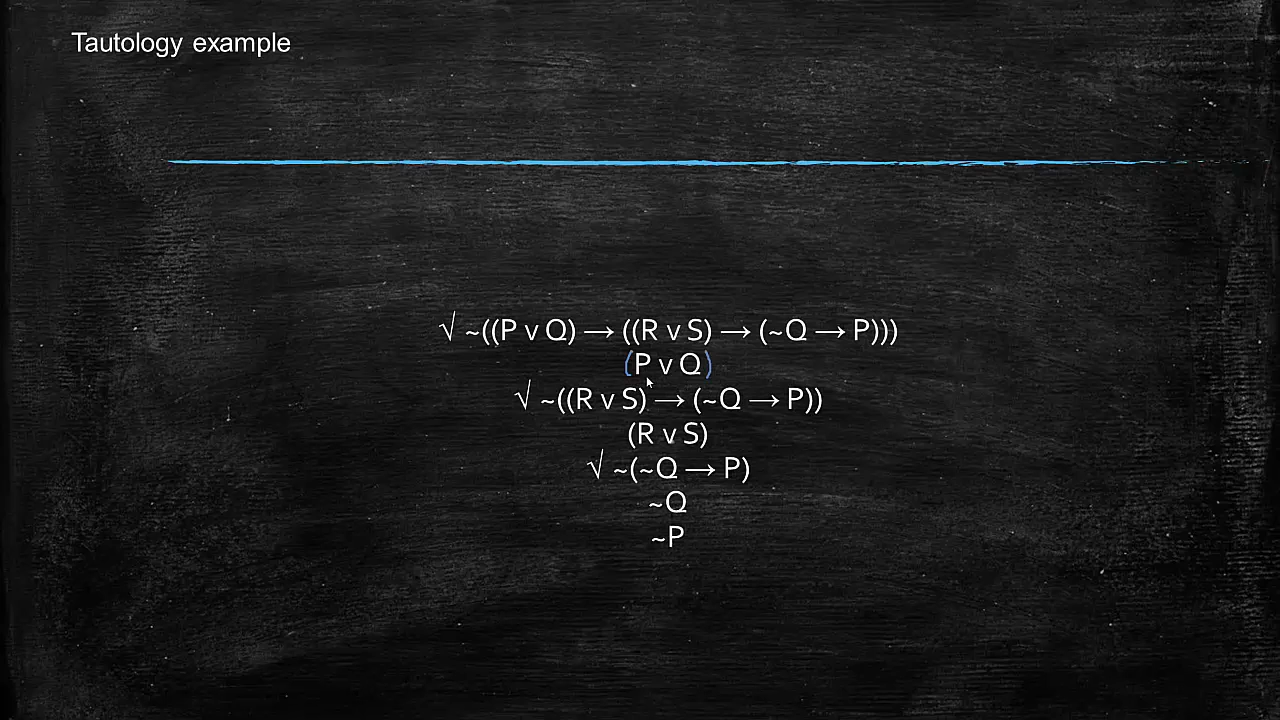 Tautology example
√ ~((P v Q) → ((R v S) → (~Q → P)))
(P v Q)
√ ~((R v S) → (~Q → P))
(R v S)
√ ~(~Q → P)
~Q
~P